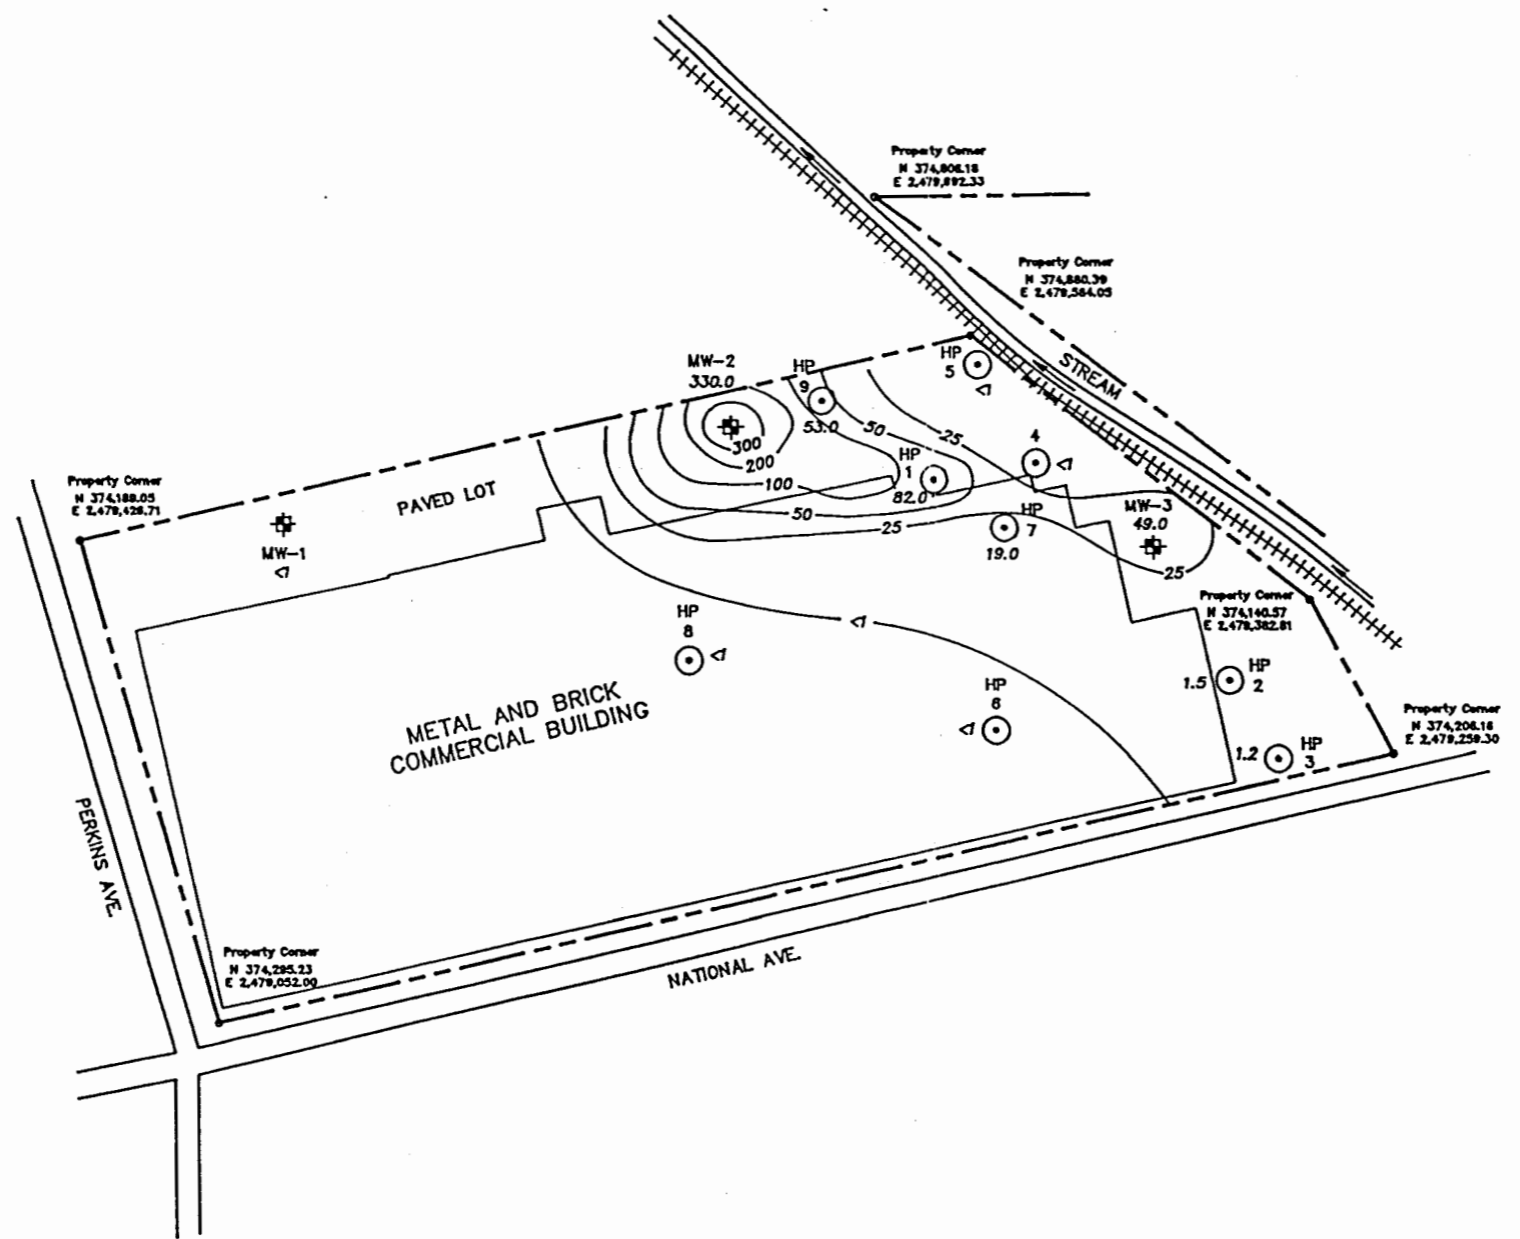 Property Corner
N 374,806.18
E 2,479,892.33
Property Corner
N 374,880.39
E 2,479,584.05
STREAM
HP
5
<1
MW-2
330.0
HP
9
53.0
300
200
100
50
25
50
25
HP
1
82.0
4
<1
MW-3
49.0
25
HP
7
19.0
Property Corner
N 374,189.05
E 2,479,428.71
PAVED LOT
MW-1
<1
Property Corner
N 374,140.57
E 2,479,382.81
HP
8
<1
<1
HP
2
1.5
HP
6
<1
HP
3
1.2
Property Corner
N 374,206.16
E 2,479,259.30
METAL AND BRICK
COMMERCIAL BUILDING
PERKINS AVE.
Property Corner
N 374,295.23
E 2,479,052.00
NATIONAL AVE.